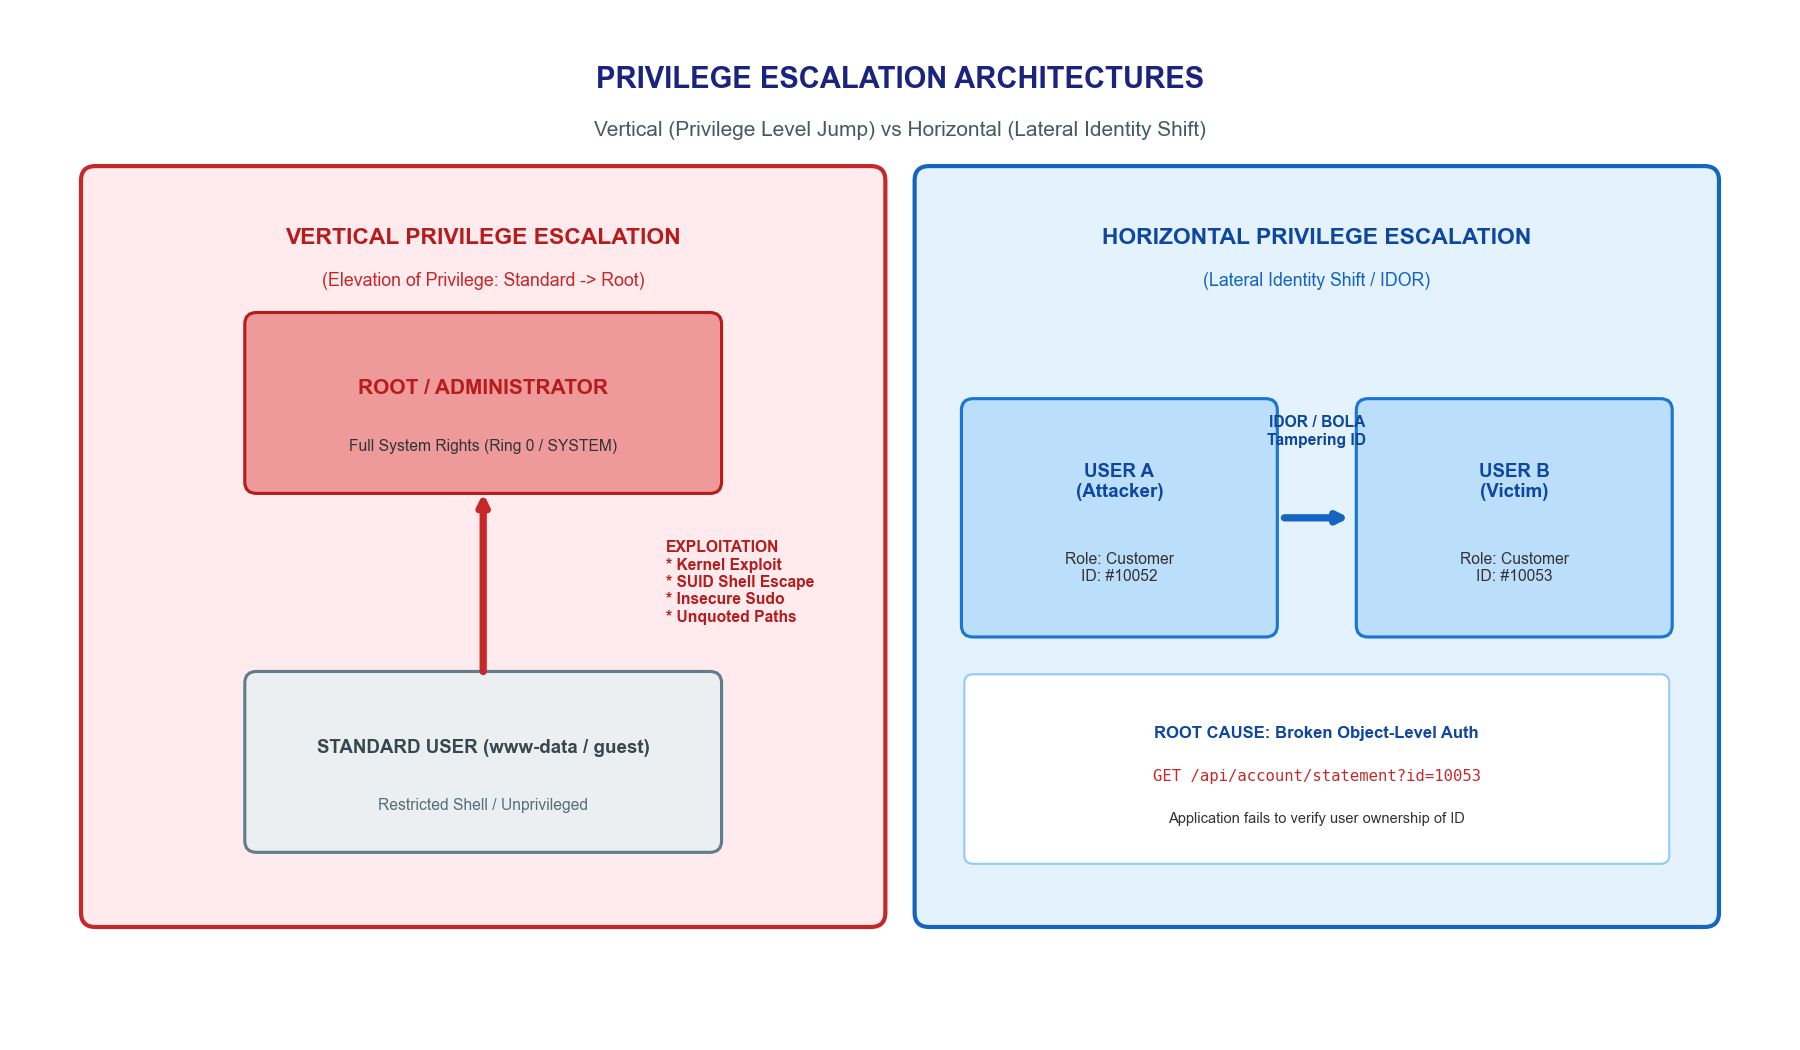 PRIVILEGE ESCALATION ARCHITECTURES
Vertical (Privilege Level Jump) vs Horizontal (Lateral Identity Shift)
VERTICAL PRIVILEGE ESCALATION
(Elevation of Privilege: Standard -> Root)
ROOT / ADMINISTRATOR
Full System Rights (Ring 0 / SYSTEM)
EXPLOITATION
* Kernel Exploit
* SUID Shell Escape
* Insecure Sudo
* Unquoted Paths
STANDARD USER (www-data / guest)
Restricted Shell / Unprivileged
HORIZONTAL PRIVILEGE ESCALATION
(Lateral Identity Shift / IDOR)
IDOR / BOLA
Tampering ID
USER A
(Attacker)
Role: Customer
ID: #10052
USER B
(Victim)
Role: Customer
ID: #10053
ROOT CAUSE: Broken Object-Level Auth
GET /api/account/statement?id=10053
Application fails to verify user ownership of ID